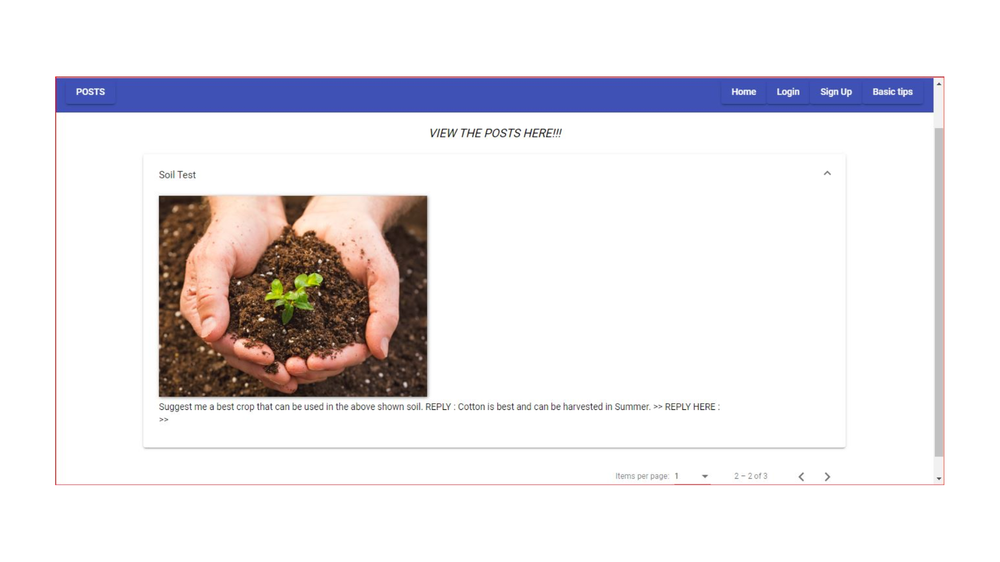 POSTS Home Login Sign Up Basic tips
VIEW THE POSTS HERE!!!
Soil Test
Suggest me a best crop that can be used in the above shown soil. REPLY : Cotton is best and can be harvested in Summer. >> REPLY HERE :
>>
Items per page: 1 2 – 2 of 3